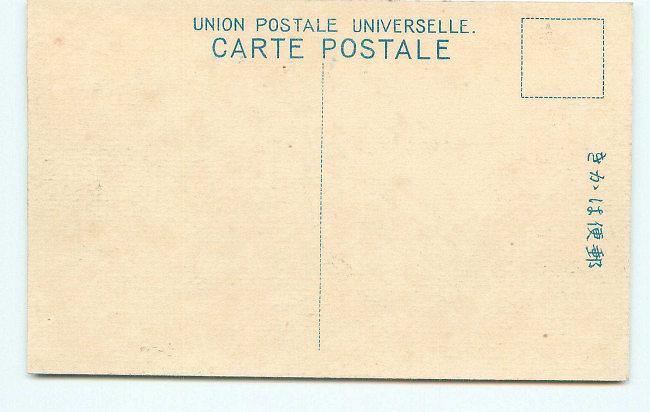 UNION POSTALE UNIVERSELLE.
CARTE POSTALE
郵便はかき